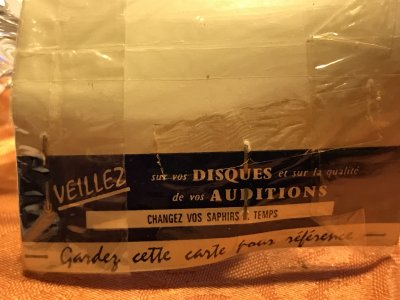 VEILLEZ
sur vos DISQUES et sur la qualité
de vos AUDITIONS
CHANGEZ VOS SAPHIRS A TEMPS
Gardez cette carte pour référence